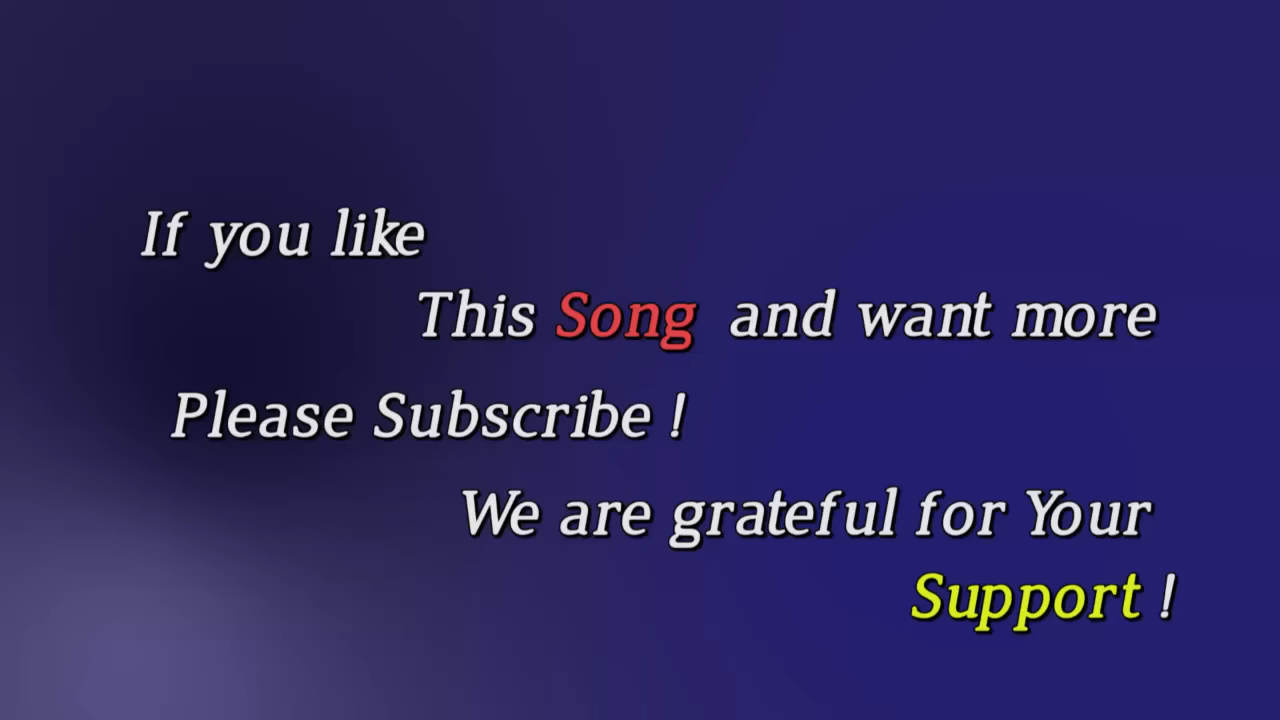 If you like
This Song and want more
Please Subscribe !
We are grateful for Your
Support !